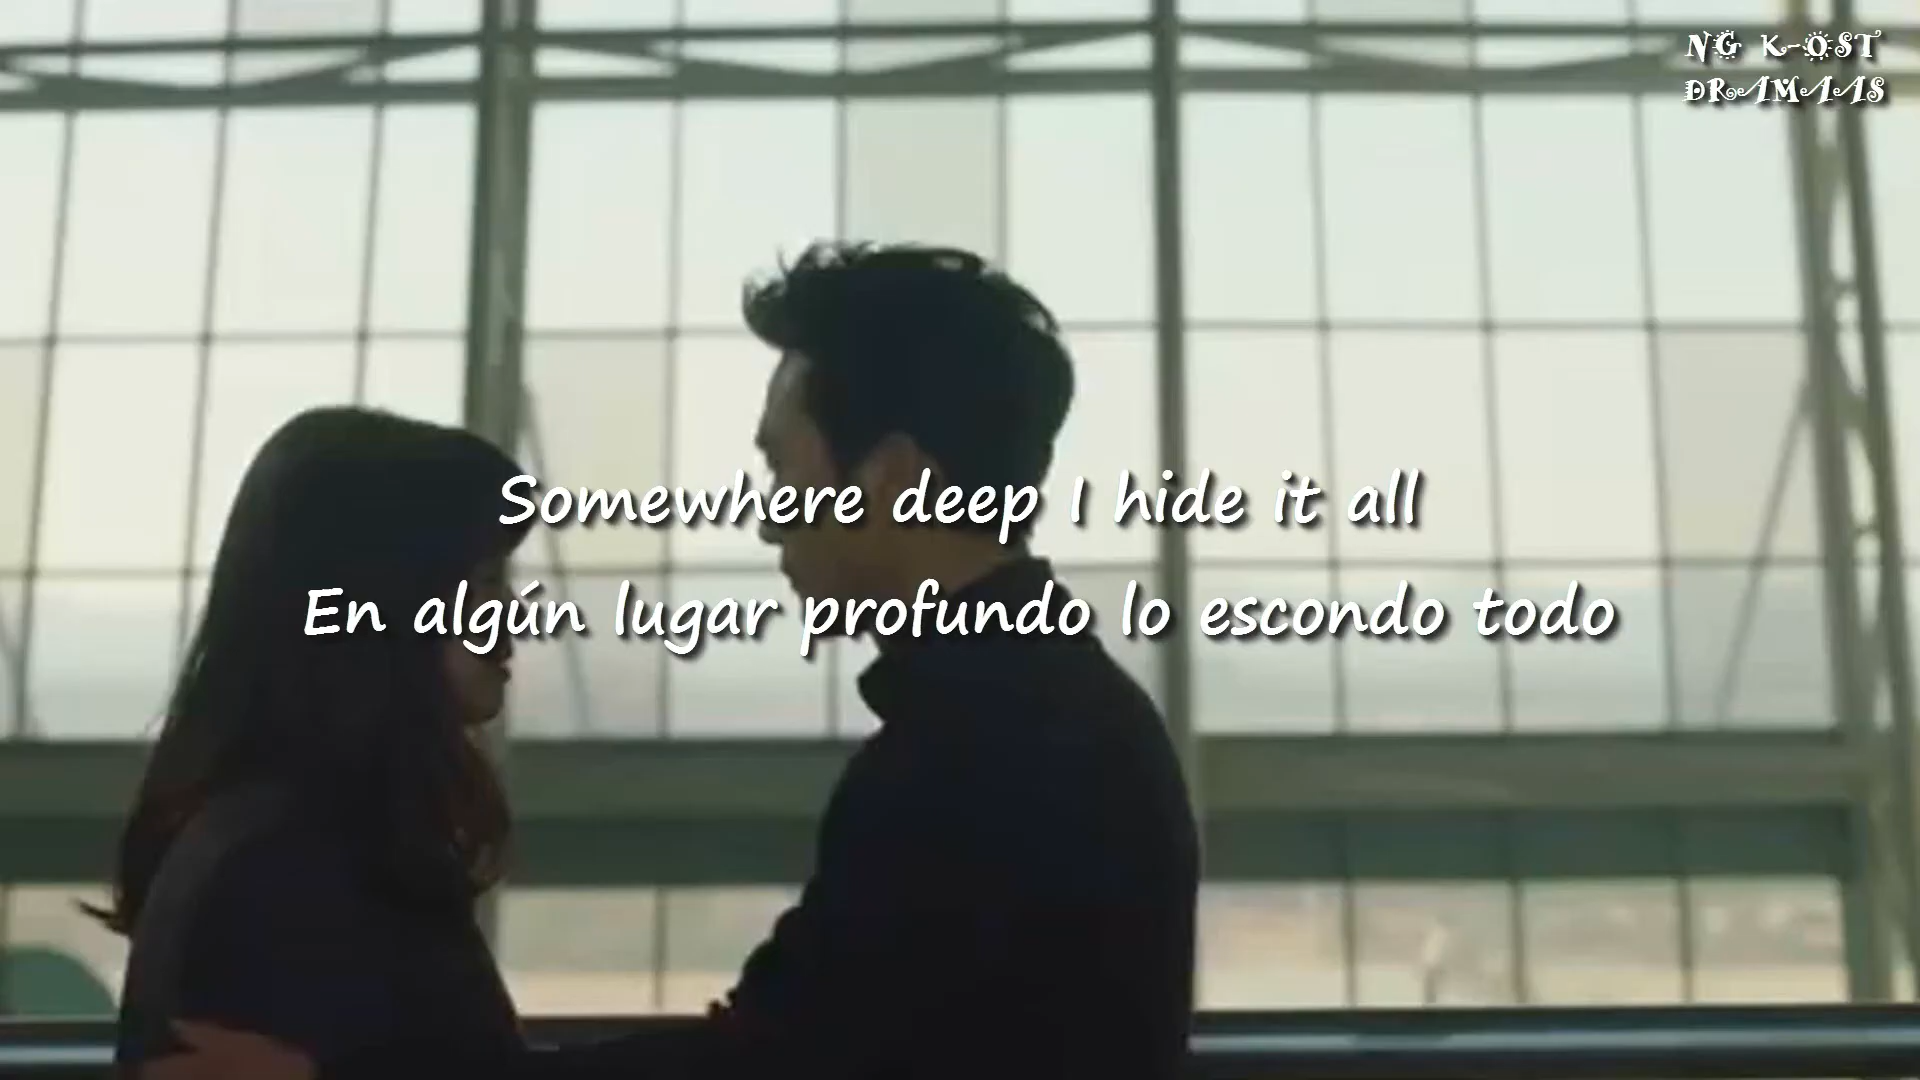 NG K-OST
DRAMAAS
Somewhere deep I hide it all
En algún lugar profundo lo escondo todo